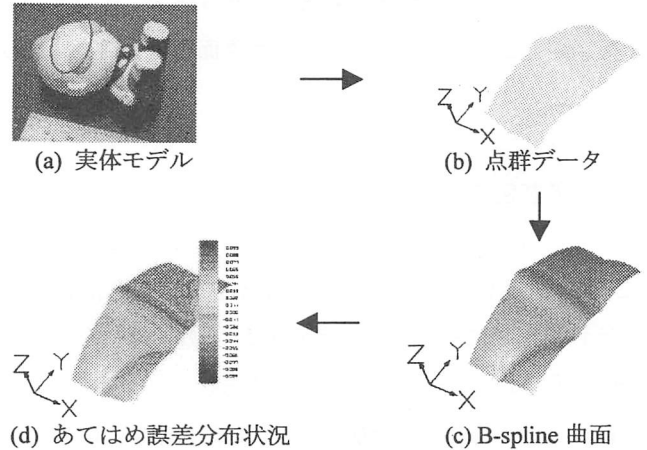 (a) 実体モデル
Z Y X
(b) 点群データ
Z Y X
(d) あてはめ誤差分布状況
Z Y X
(c) B-spline 曲面